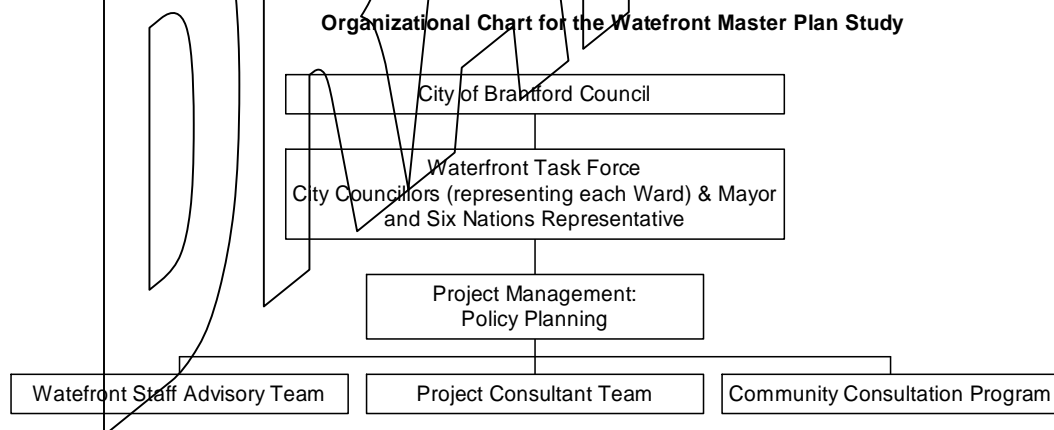 Organizational Chart for the Watefront Master Plan Study
City of Brantford Council
Waterfront Task Force
City Councillors (representing each Ward) & Mayor
and Six Nations Representative
Project Management:
Policy Planning
Watefront Staff Advisory Team
Project Consultant Team
Community Consultation Program